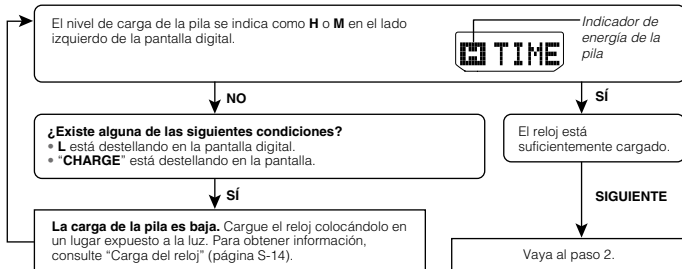 El nivel de carga de la pila se indica como H o M en el lado
izquierdo de la pantalla digital.
Indicador de
energía de la
pila
TIME
NO
SÍ
¿Existe alguna de las siguientes condiciones?
• L está destellando en la pantalla digital.
• “CHARGE” está destellando en la pantalla.
El reloj está
suficientemente cargado.
SÍ
SIGUIENTE
La carga de la pila es baja. Cargue el reloj colocándolo en
un lugar expuesto a la luz. Para obtener información,
consulte “Carga del reloj” (página S-14).
Vaya al paso 2.